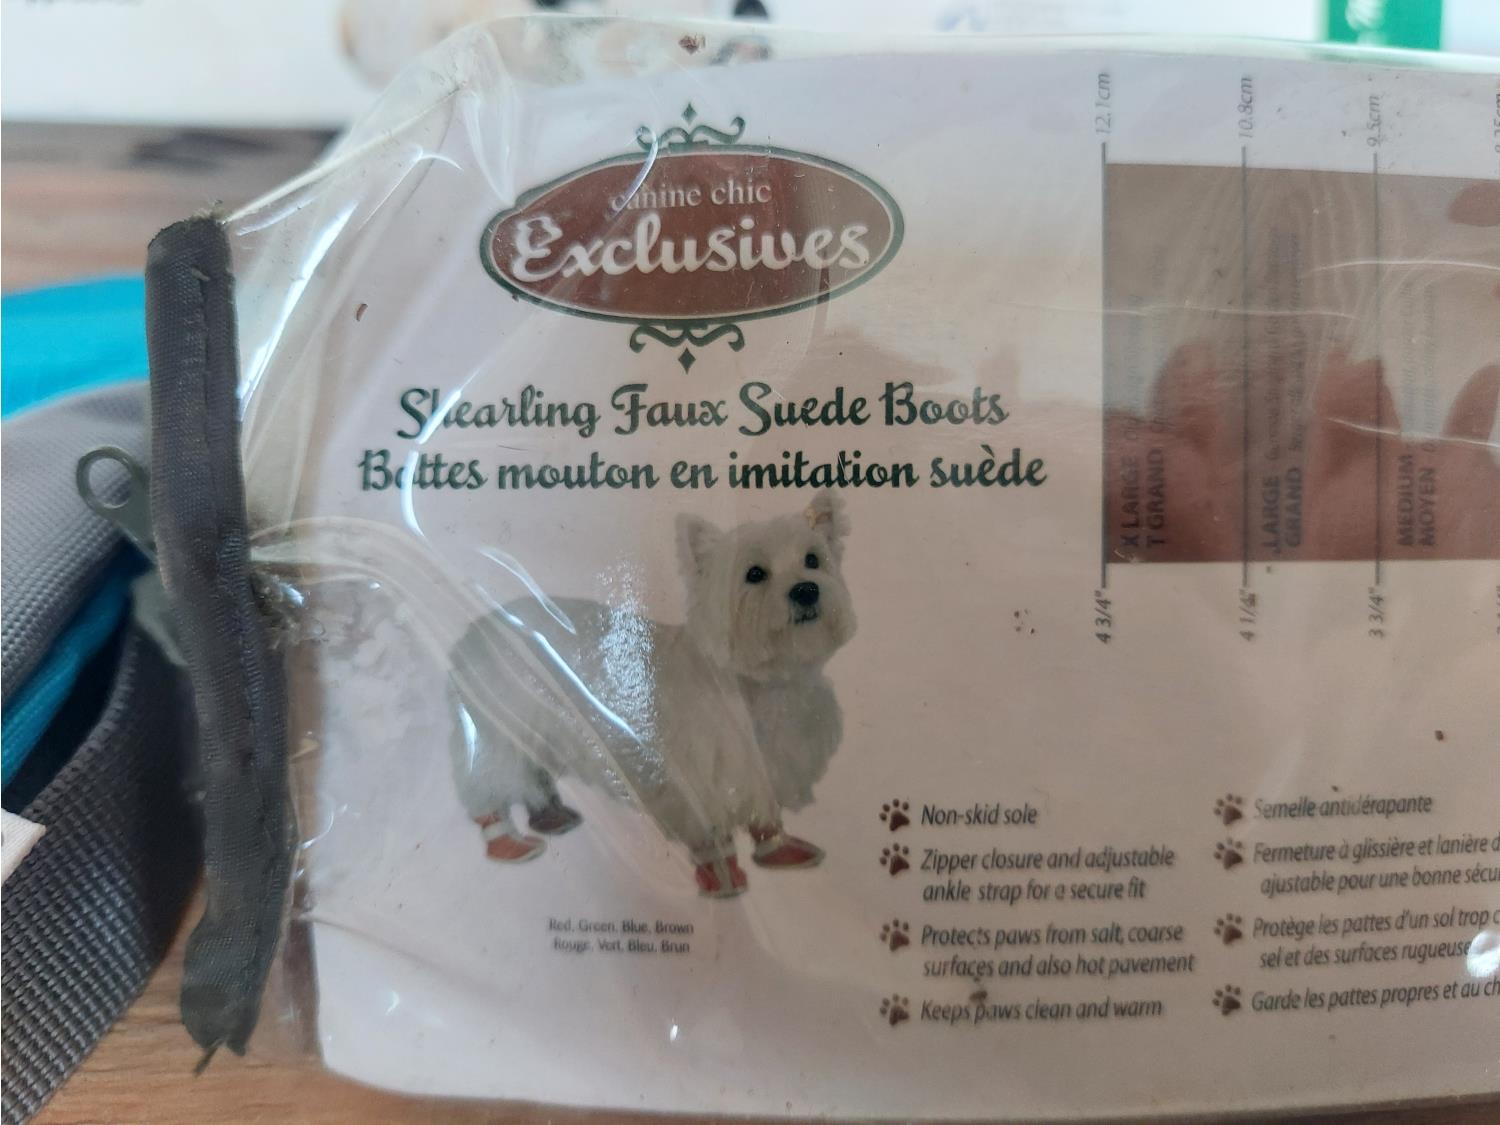 canine chic
Exclusives
Shearling Faux Suede Boots
Bottes mouton en imitation suède
Red, Green, Blue, Brown
Rouge, Vert, Bleu, Brun
Non-skid sole
Zipper closure and adjustable
ankle strap for a secure fit
Protects paws from salt, coarse
surfaces and also hot pavement
Keeps paws clean and warm
Semelle antidérapante
Fermeture à glissière et lanière d
ajustable pour une bonne sécu
Protège les pattes d'un sol trop c
sel et des surfaces rugueuse
Garde les pattes propres et au ch
12.1cm
X LARGE
T GRAND
4 3/4"
10.8cm
LARGE
GRAND
4 1/4"
9.5cm
MEDIUM
MOYEN
3 3/4"